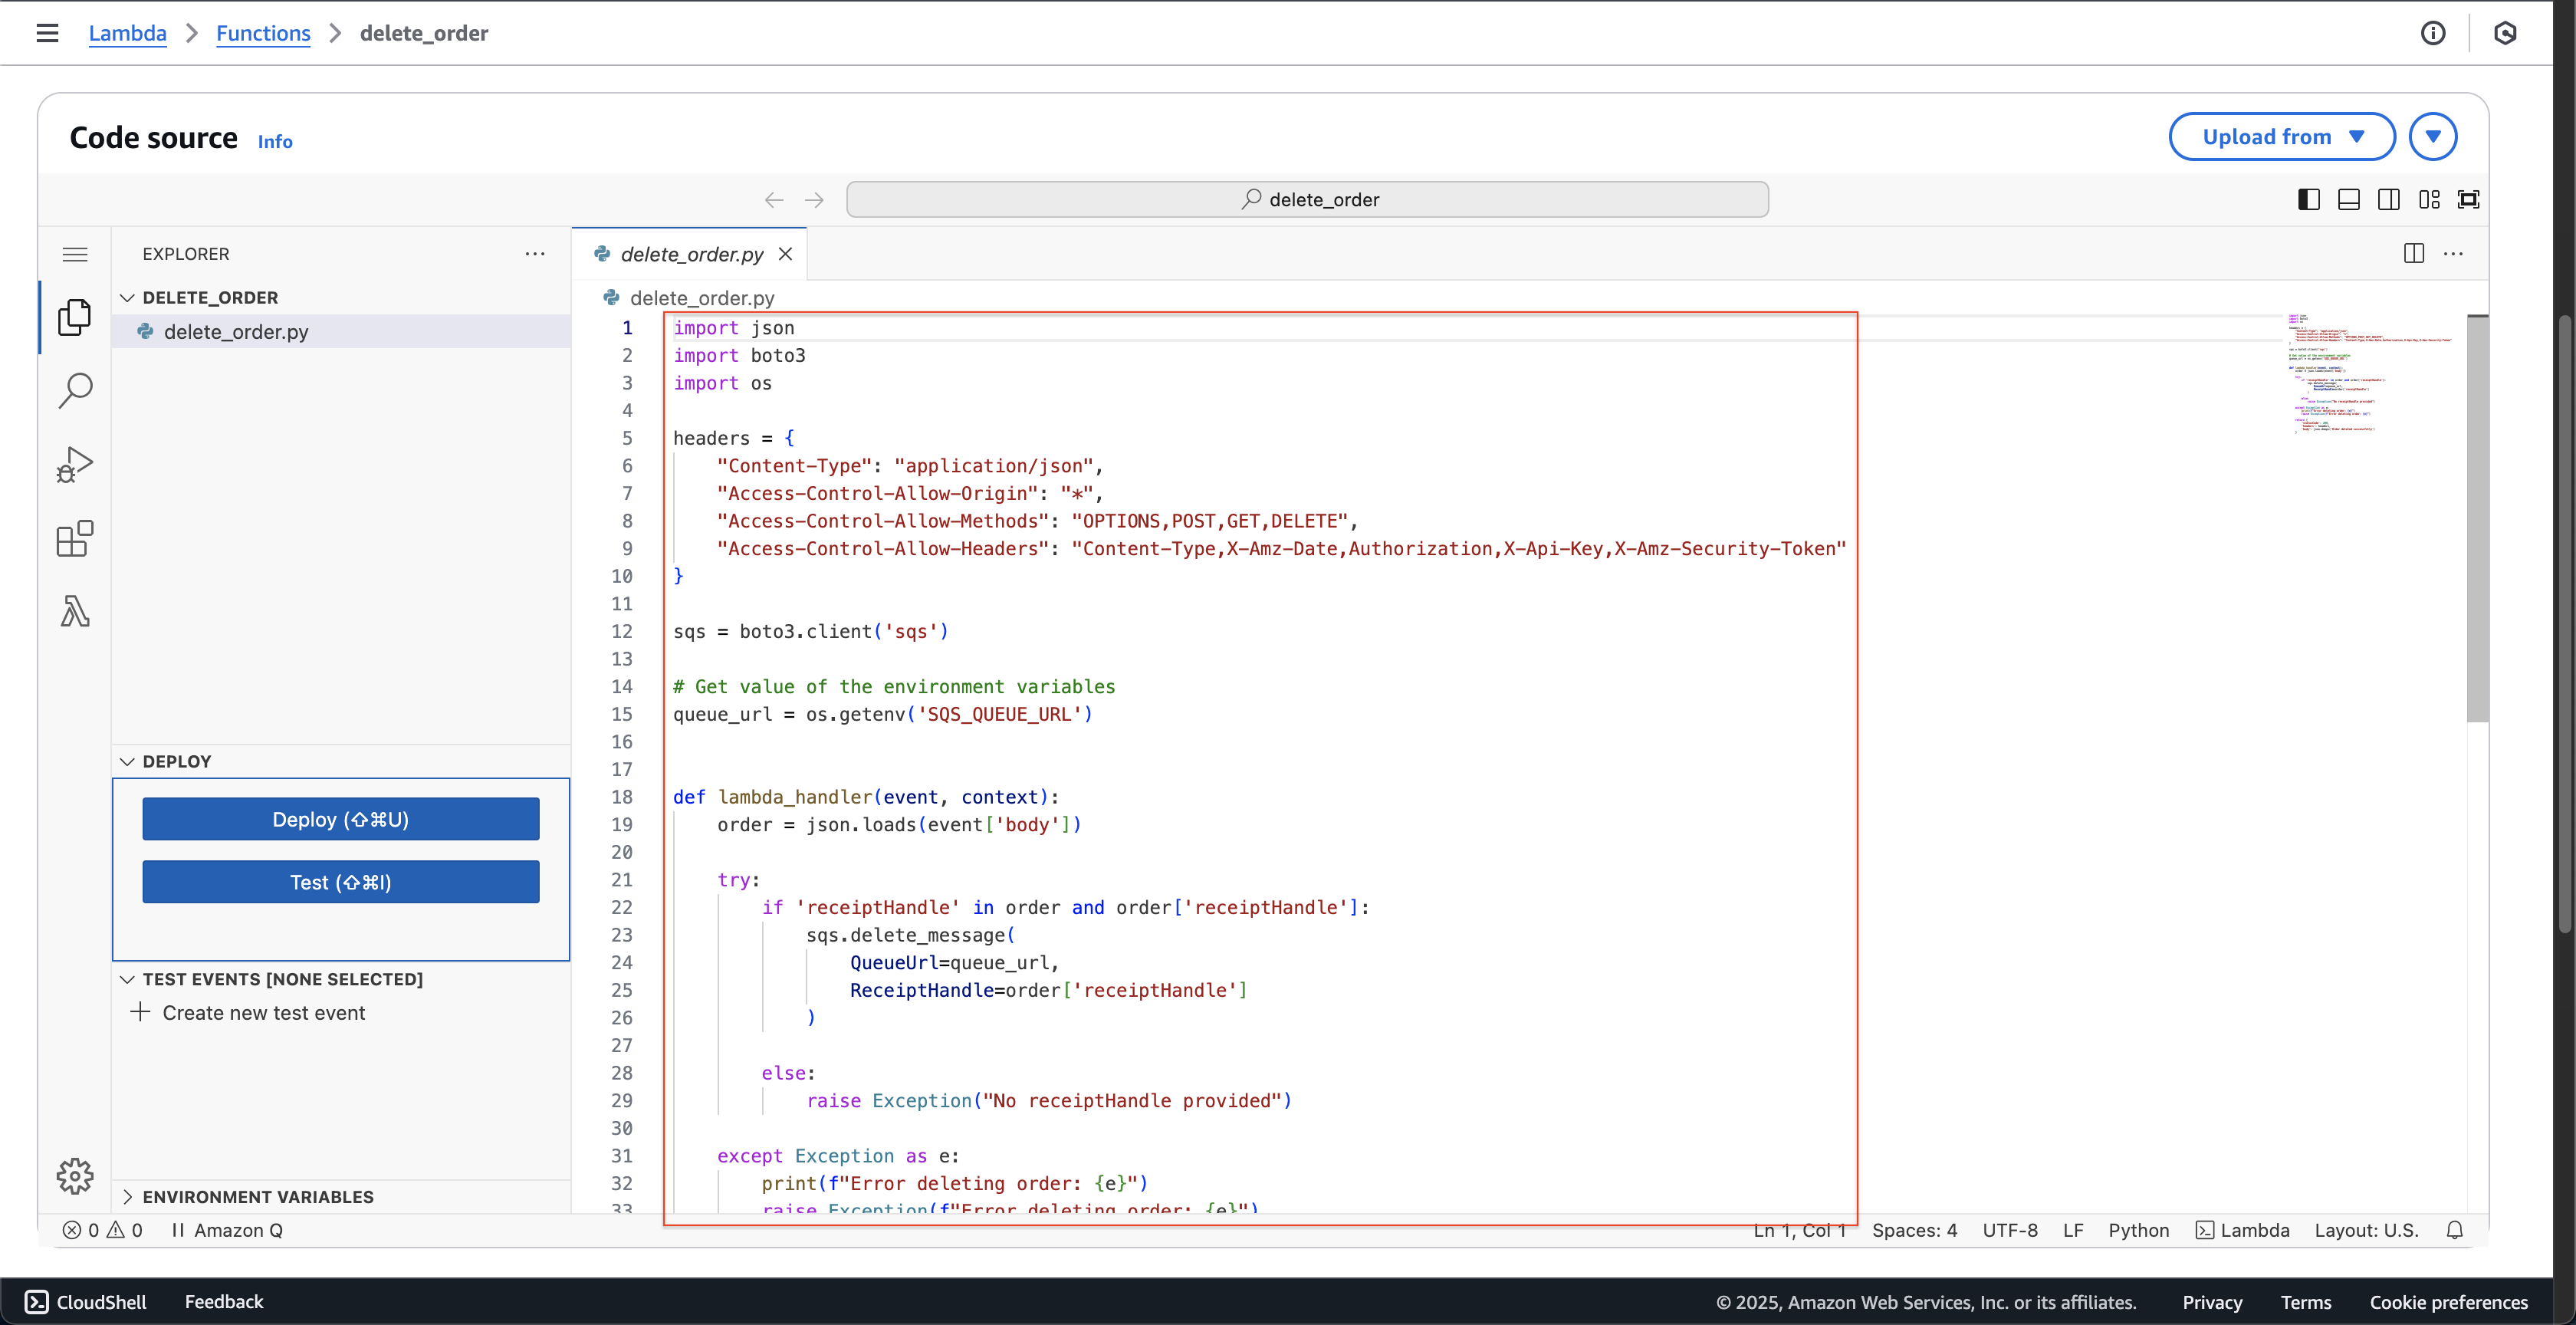 Lambda > Functions > delete_order
Code source Info
Upload from
delete_order
EXPLORER
DELETE_ORDER
delete_order.py
DEPLOY
Deploy (⇧⌘U)
Test (⇧⌘I)
TEST EVENTS [NONE SELECTED]
Create new test event
ENVIRONMENT VARIABLES
delete_order.py
delete_order.py
1 import json
2 import boto3
3 import os
4
5 headers = {
6     "Content-Type": "application/json",
7     "Access-Control-Allow-Origin": "*",
8     "Access-Control-Allow-Methods": "OPTIONS,POST,GET,DELETE",
9     "Access-Control-Allow-Headers": "Content-Type,X-Amz-Date,Authorization,X-Api-Key,X-Amz-Security-Token"
10 }
11
12 sqs = boto3.client('sqs')
13
14 # Get value of the environment variables
15 queue_url = os.getenv('SQS_QUEUE_URL')
16
17
18 def lambda_handler(event, context):
19     order = json.loads(event['body'])
20
21     try:
22         if 'receiptHandle' in order and order['receiptHandle']:
23             sqs.delete_message(
24                 QueueUrl=queue_url,
25                 ReceiptHandle=order['receiptHandle']
26             )
27
28         else:
29             raise Exception("No receiptHandle provided")
30
31     except Exception as e:
32         print(f"Error deleting order: {e}")
33         raise Exception(f"Error deleting order: {e}")
0 0 Amazon Q
Ln 1, Col 1 Spaces: 4 UTF-8 LF Python Lambda Layout: U.S.
CloudShell Feedback
© 2025, Amazon Web Services, Inc. or its affiliates. Privacy Terms Cookie preferences